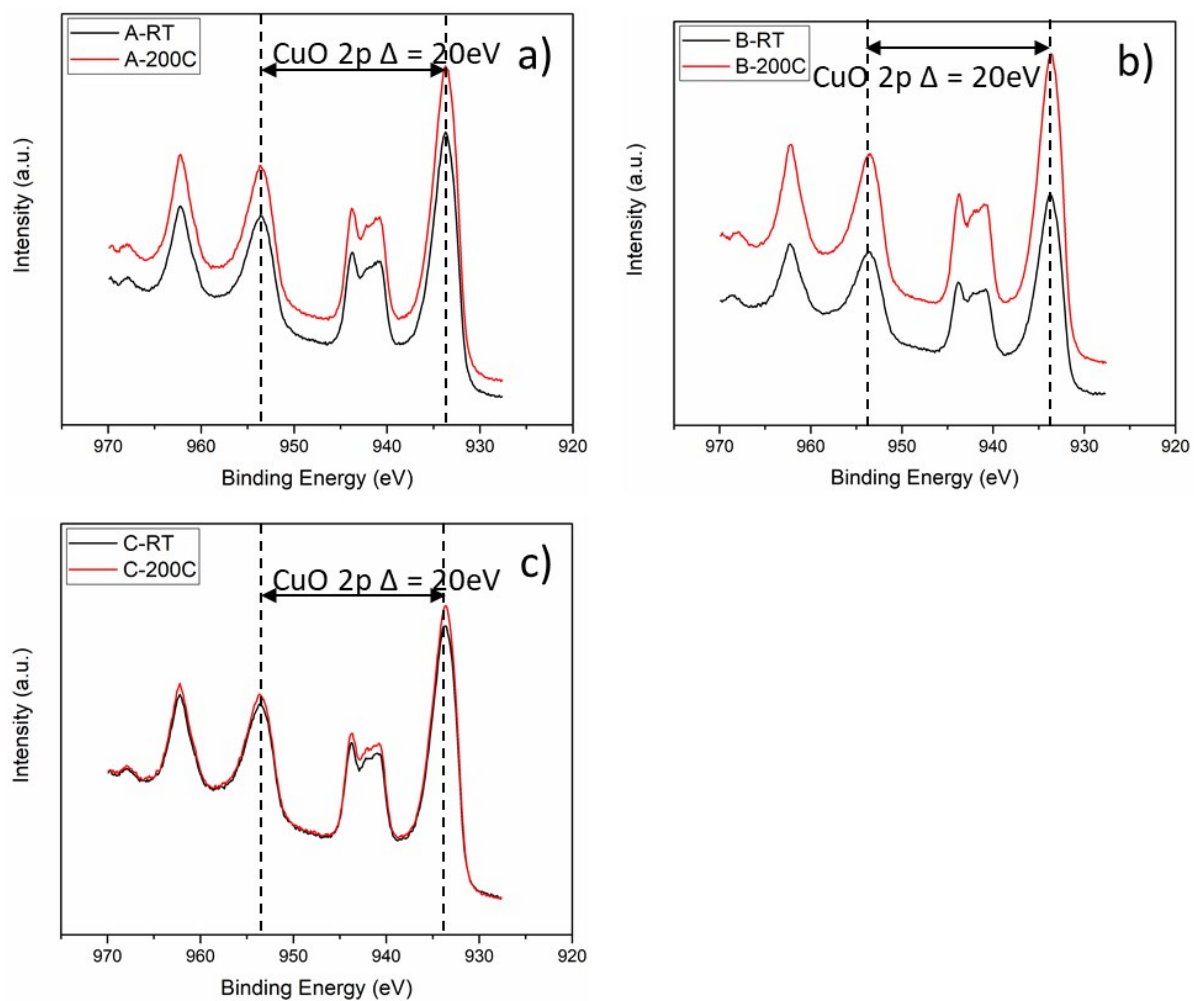 A-RT
A-200C
CuO 2p Δ = 20eV
a)
Intensity (a.u.)
970 960 950 940 930 920
Binding Energy (eV)
B-RT
B-200C
CuO 2p Δ = 20eV
b)
Intensity (a.u.)
970 960 950 940 930 920
Binding Energy (eV)
C-RT
C-200C
CuO 2p Δ = 20eV
c)
Intensity (a.u.)
970 960 950 940 930 920
Binding Energy (eV)